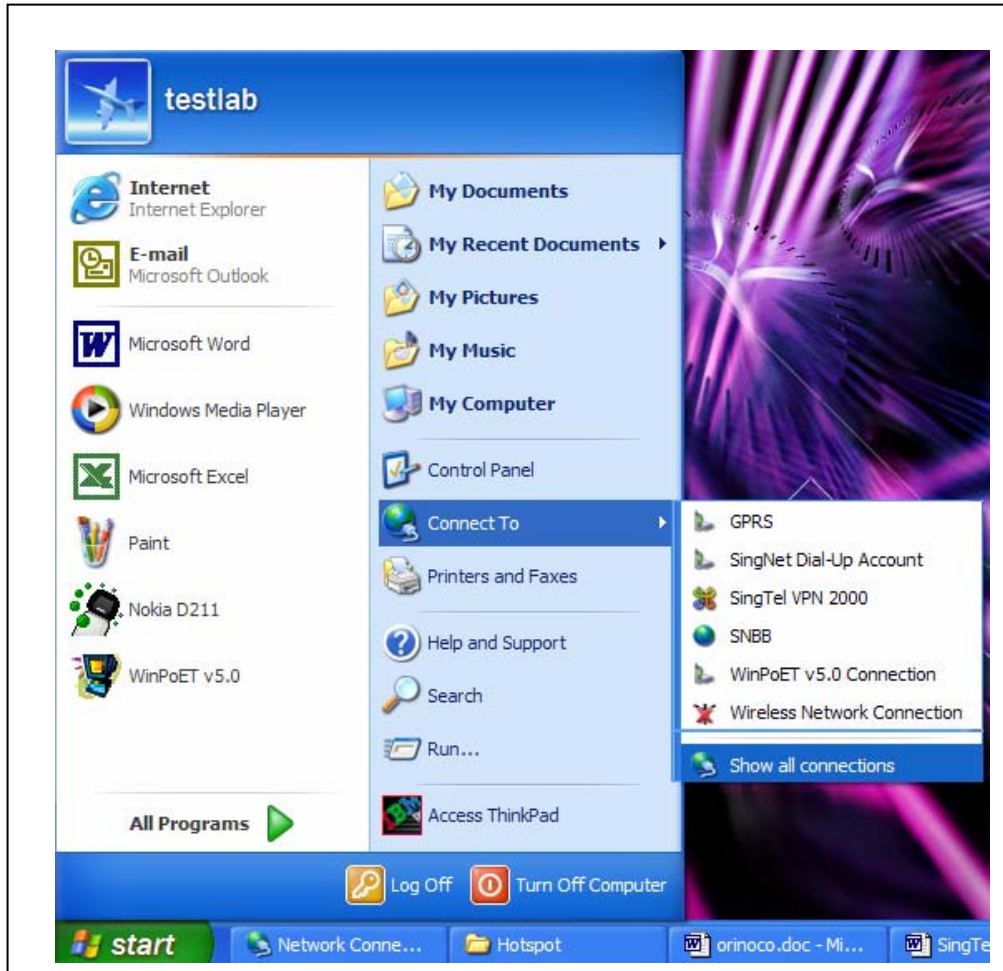 testlab
Internet
Internet Explorer
E-mail
Microsoft Outlook
Microsoft Word
Windows Media Player
Microsoft Excel
Paint
Nokia D211
WinPoET v5.0
All Programs
My Documents
My Recent Documents
My Pictures
My Music
My Computer
Control Panel
Connect To
Printers and Faxes
Help and Support
Search
Run...
Access ThinkPad
GPRS
SingNet Dial-Up Account
SingTel VPN 2000
SNBB
WinPoET v5.0 Connection
Wireless Network Connection
Show all connections
Log Off
Turn Off Computer
start
Network Conne...
Hotspot
orinoco.doc - Mi...
SingTe